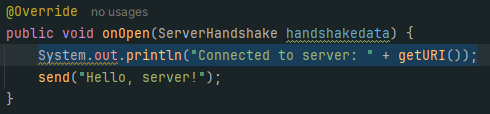 @Override no usages
public void onOpen(ServerHandshake handshakedata) {
System.out.println("Connected to server: " + getURI());
send("Hello, server!");
}